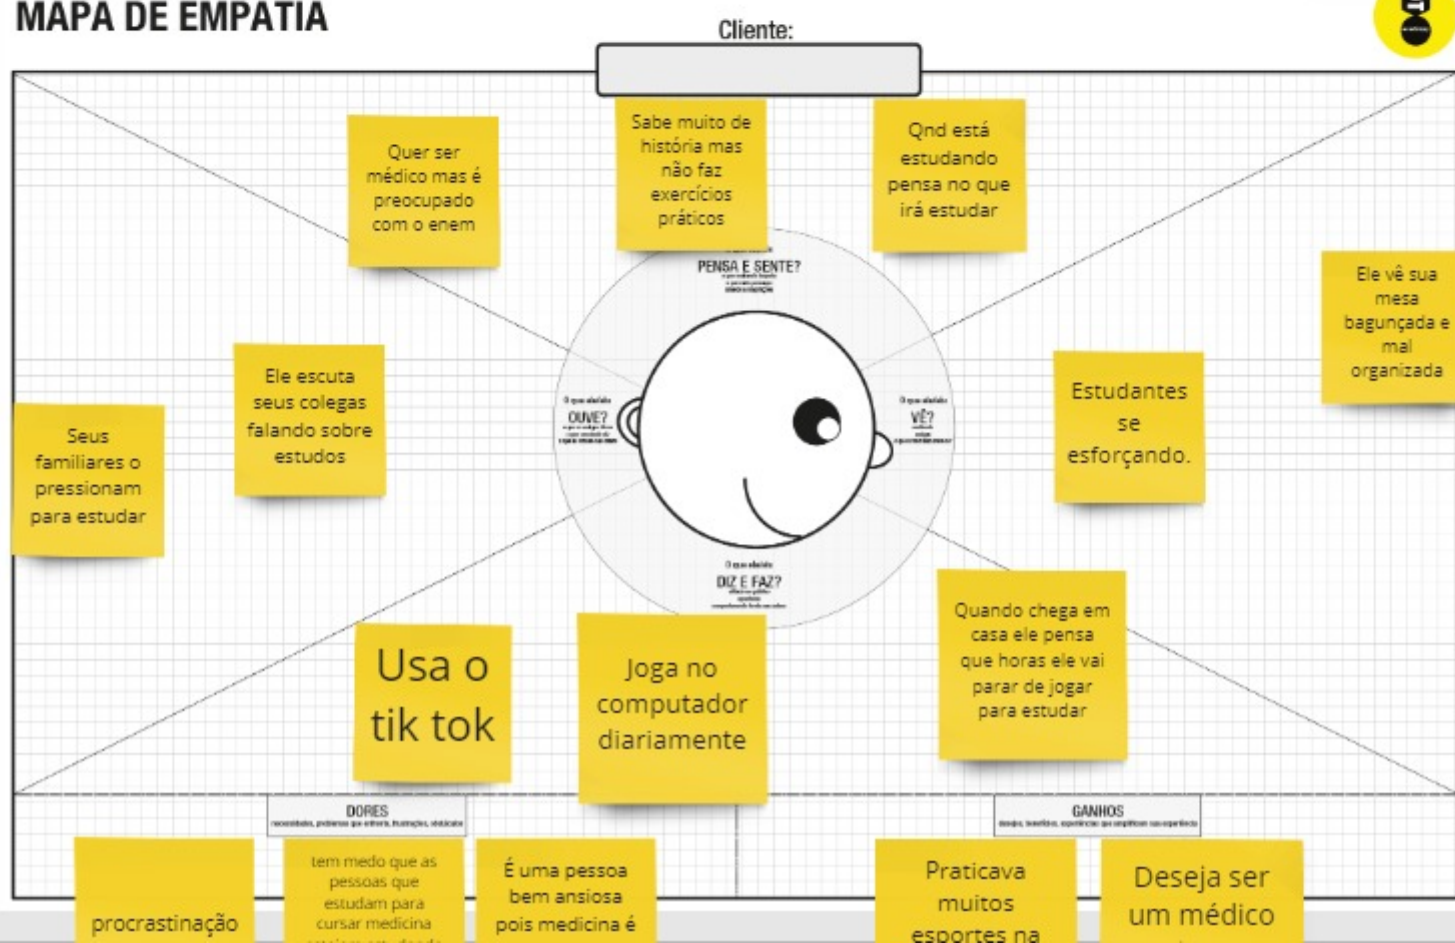 MAPA DE EMPATIA
Cliente:
Quer ser
médico mas é
preocupado
com o enem
Sabe muito de
história mas
não faz
exercícios
práticos
Qnd está
estudando
pensa no que
irá estudar
PENSA E SENTE?
Ele vê sua
mesa
bagunçada e
mal
organizada
Ele escuta
seus colegas
falando sobre
estudos
Seus
familiares o
pressionam
para estudar
OUVE?
VÊ?
Estudantes
se
esforçando.
DIZ E FAZ?
Usa o
tik tok
Joga no
computador
diariamente
Quando chega em
casa ele pensa
que horas ele vai
parar de jogar
para estudar
DORES
procrastinação
tem medo que as
pessoas que
estudam para
cursar medicina
É uma pessoa
bem ansiosa
pois medicina é
GANHOS
Praticava
muitos
esportes na
Deseja ser
um médico